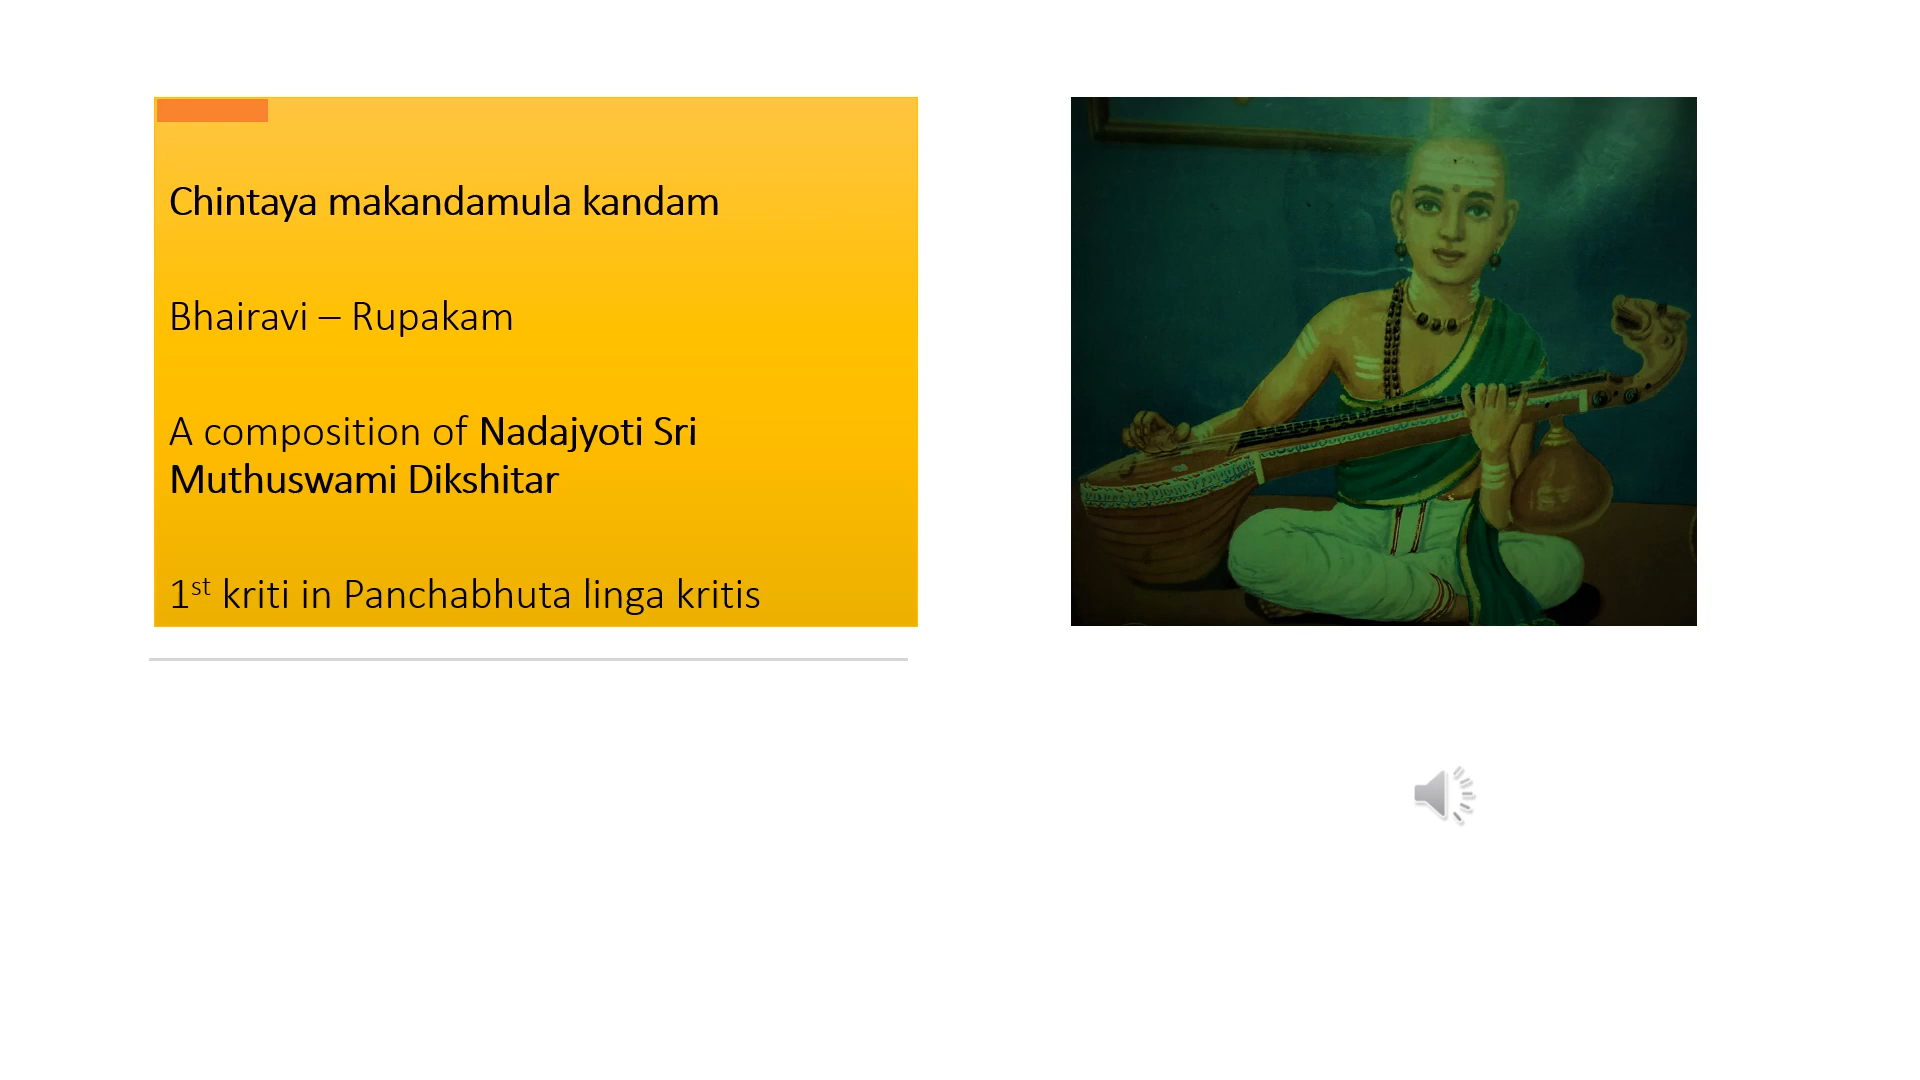 Chintaya makandamula kandam
Bhairavi – Rupakam
A composition of Nadajyoti Sri
Muthuswami Dikshitar
1st kriti in Panchabhuta linga kritis